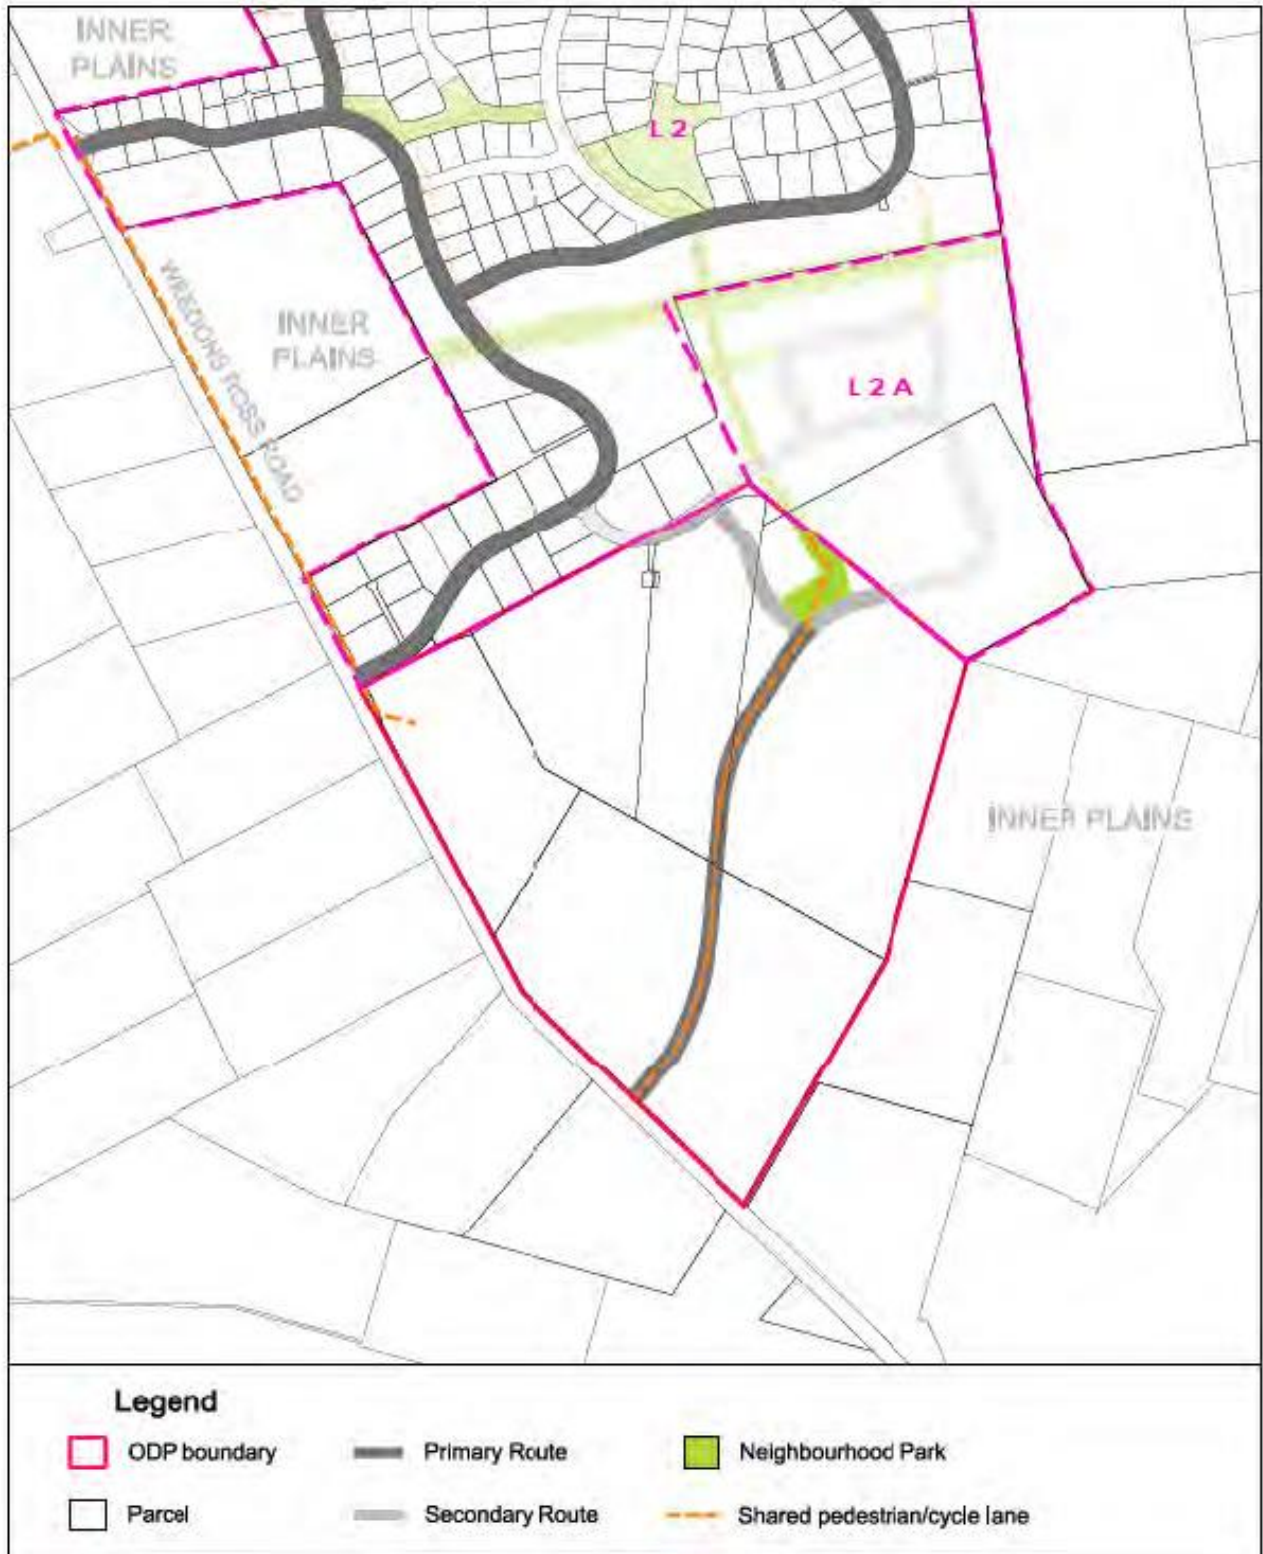 INNER
PLAINS
L 2
WEEDONS ROSS ROAD
INNER
PLAINS
L 2 A
INNER PLAINS
Legend
ODP boundary
Primary Route
Neighbourhood Park
Parcel
Secondary Route
Shared pedestrian/cycle lane